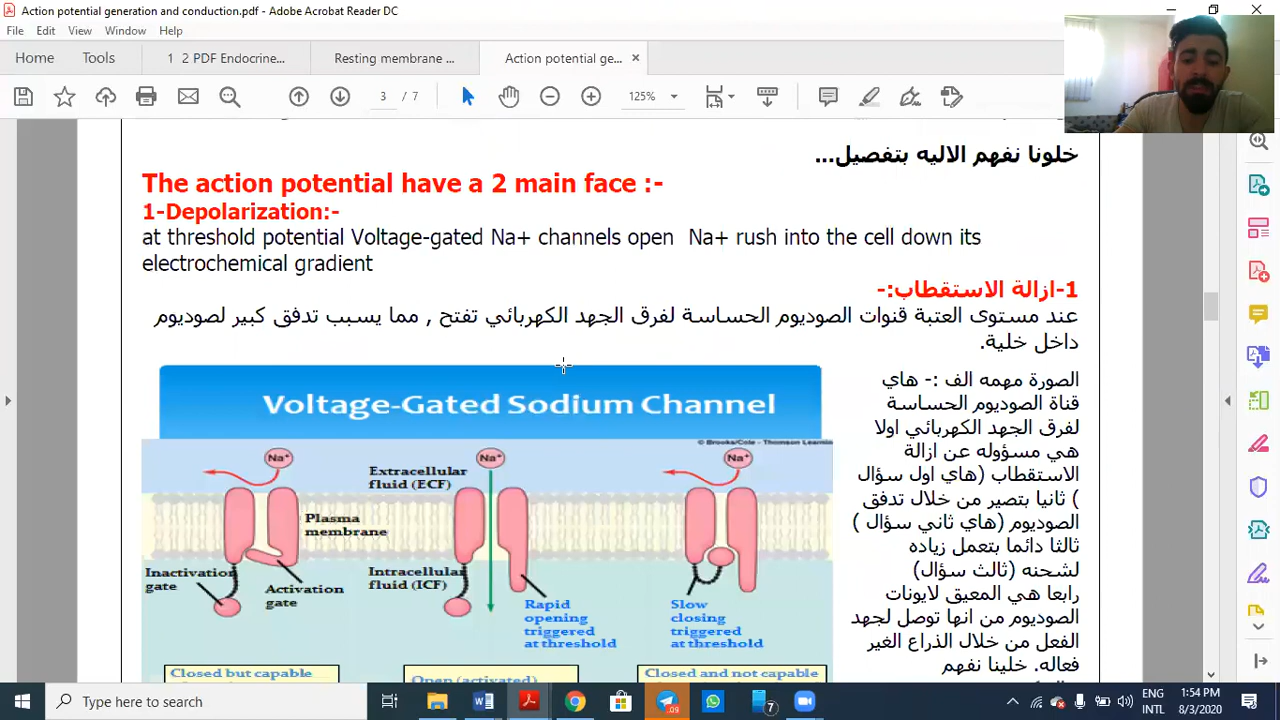 Action potential generation and conduction.pdf - Adobe Acrobat Reader DC
File Edit View Window Help
Home Tools 1 2 PDF Endocrine... Resting membrane ... Action potential ge... ×
3 / 7 125%
خلونا نفهم الاليه بتفصيل...
The action potential have a 2 main face :-
1-Depolarization:-
at threshold potential Voltage-gated Na+ channels open Na+ rush into the cell down its
electrochemical gradient
1-ازالة الاستقطاب:-
عند مستوى العتبة قنوات الصوديوم الحساسة لفرق الجهد الكهربائي تفتح , مما يسبب تدفق كبير لصوديوم
داخل خلية.
الصورة مهمه الف :- هاي
قناة الصوديوم الحساسة
لفرق الجهد الكهربائي اولا
هي مسؤوله عن ازالة
الاستقطاب (هاي اول سؤال
) ثانيا بتصير من خلال تدفق
الصوديوم (هاي ثاني سؤال )
ثالثا دائما بتعمل زياده
لشحنه (ثالث سؤال)
رابعا هي المعيق لايونات
الصوديوم من انها توصل لجهد
الفعل من خلال الذراع الغير
فعاله. خلينا نفهم
Voltage-Gated Sodium Channel
© Brooks/Cole - Thomson Learnin
Na+ Na+ Na+
Extracellular
fluid (ECF)
Plasma
membrane
Inactivation
gate
Activation
gate
Intracellular
fluid (ICF)
Rapid
opening
triggered
at threshold
Slow
closing
triggered
at threshold
Closed but capable
Open (activated)
Closed and not capable
Type here to search
09
7
ENG
INTL
1:54 PM
8/3/2020